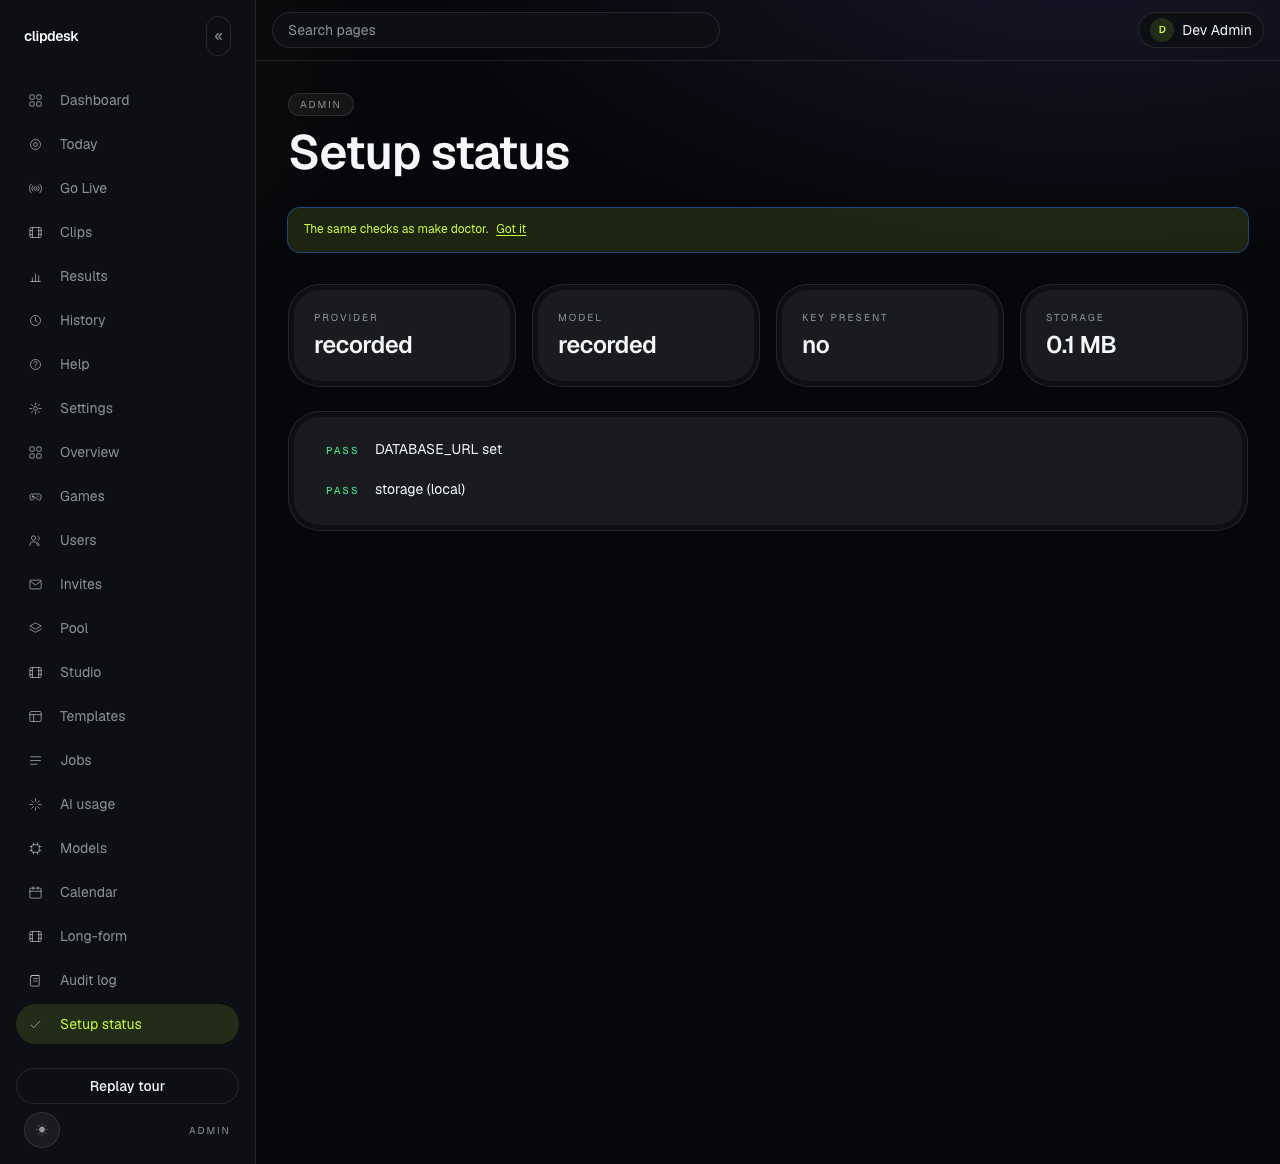 clipdesk
«
Search pages
D
Dev Admin
Dashboard
Today
Go Live
Clips
Results
History
Help
Settings
Overview
Games
Users
Invites
Pool
Studio
Templates
Jobs
AI usage
Models
Calendar
Long-form
Audit log
Setup status
Replay tour
ADMIN
ADMIN
Setup status
The same checks as make doctor. Got it
PROVIDER
recorded
MODEL
recorded
KEY PRESENT
no
STORAGE
0.1 MB
PASS DATABASE_URL set
PASS storage (local)